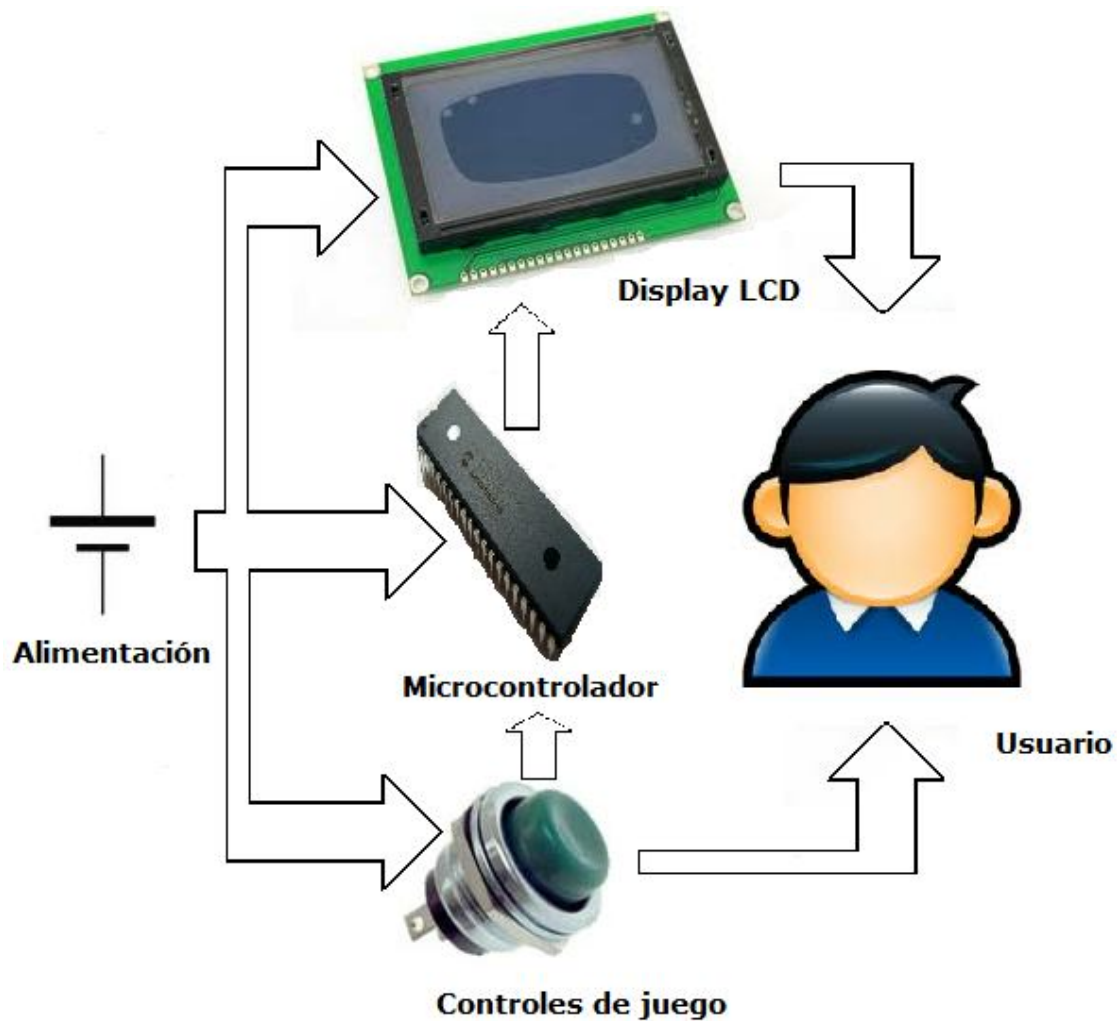 Display LCD
Alimentación
Microcontrolador
Usuario
Controles de juego